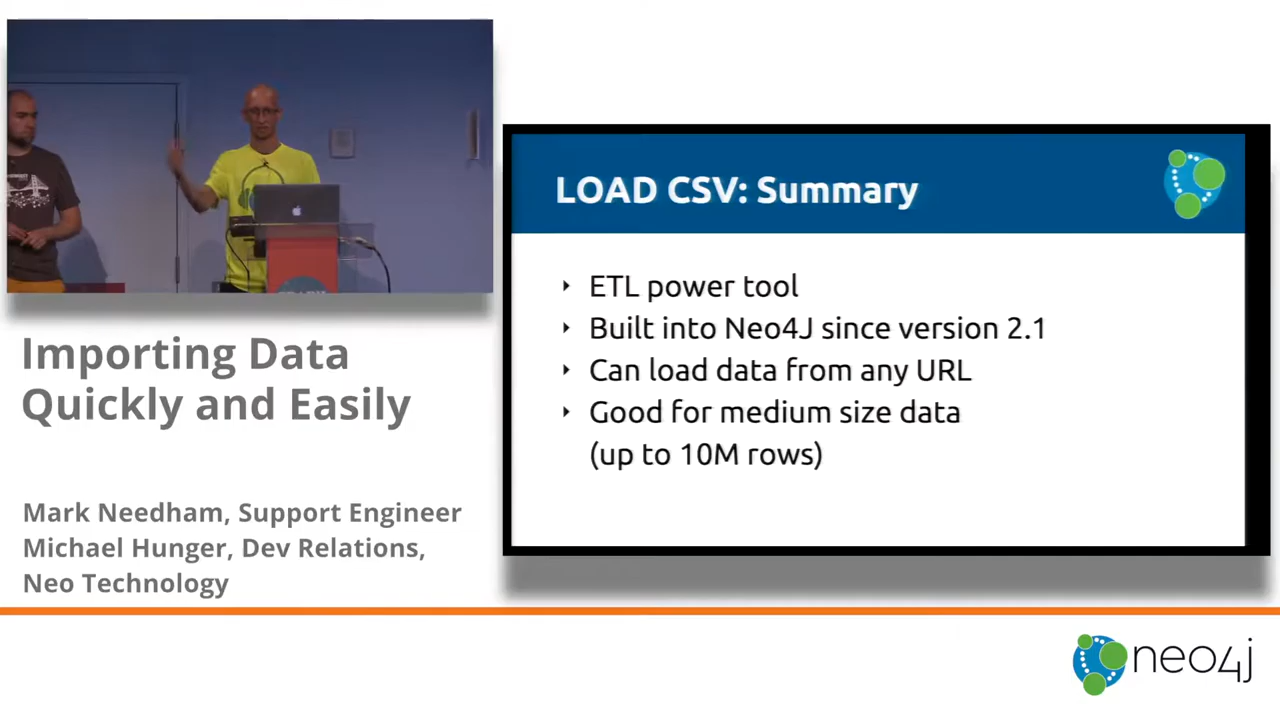 LOAD CSV: Summary
‣ ETL power tool
‣ Built into Neo4J since version 2.1
‣ Can load data from any URL
‣ Good for medium size data
(up to 10M rows)
Importing Data
Quickly and Easily
Mark Needham, Support Engineer
Michael Hunger, Dev Relations,
Neo Technology
neo4j